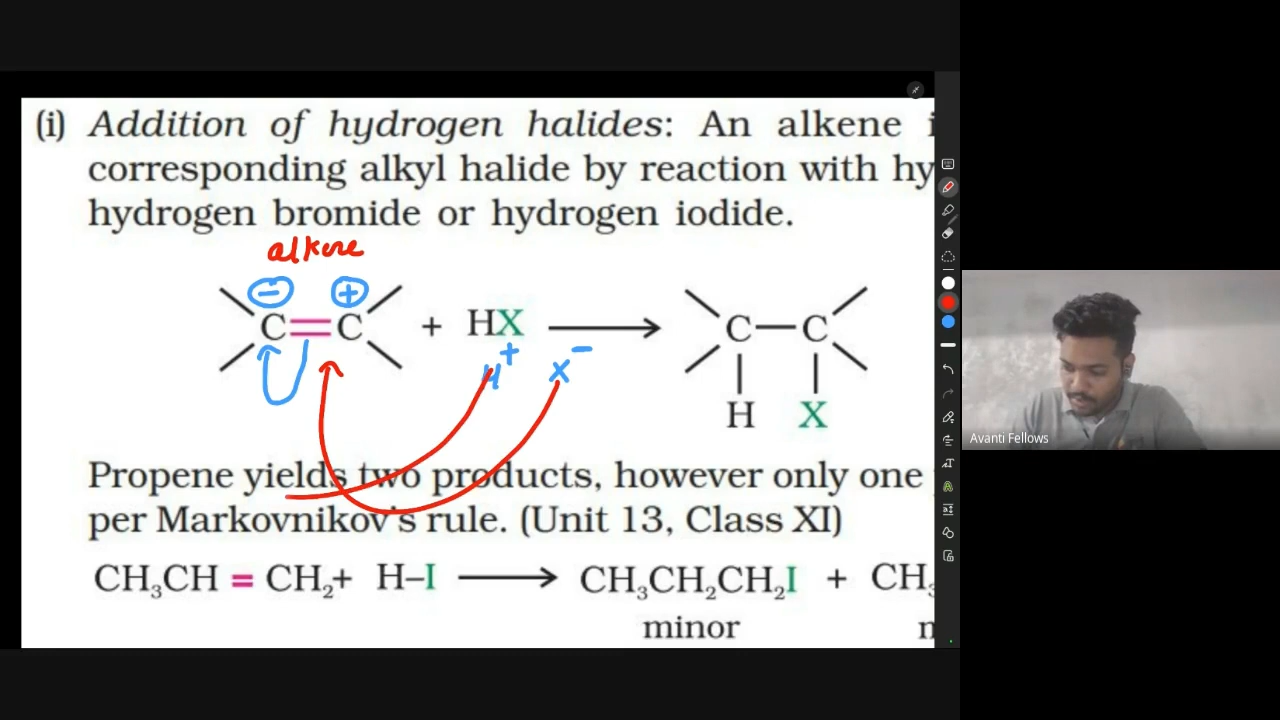 (i) Addition of hydrogen halides: An alkene i
corresponding alkyl halide by reaction with hy
hydrogen bromide or hydrogen iodide.
alkene
− +
C=C + HX ⟶ C—C
H⁺ X⁻
H X
Propene yields two products, however only one
per Markovnikov's rule. (Unit 13, Class XI)
CH₃CH = CH₂+ H–I ⟶ CH₃CH₂CH₂I + CH₃
minor
Avanti Fellows